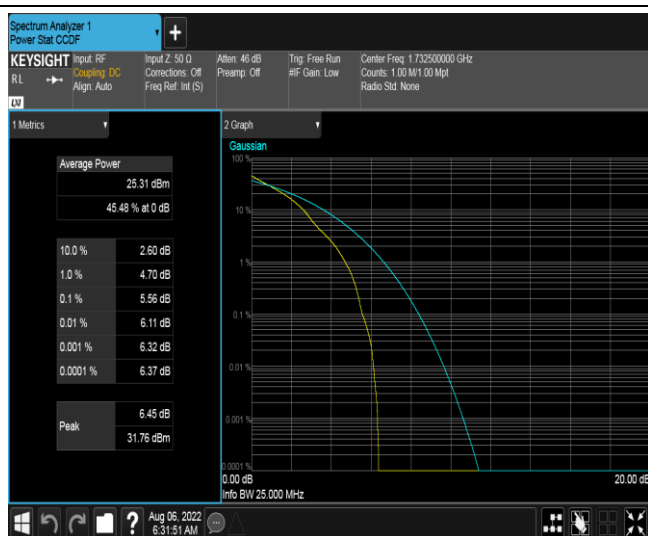 Spectrum Analyzer 1
Power Stat CCDF
+
KEYSIGHT
RL
LXI
Input: RF
Coupling: DC
Align: Auto
Input Z: 50 Ω
Corrections: Off
Freq Ref: Int (S)
Atten: 46 dB
Preamp: Off
Trig: Free Run
#IF Gain: Low
Center Freq: 1.732500000 GHz
Counts: 1.00 M/1.00 Mpt
Radio Std: None
1 Metrics
Average Power
25.31 dBm
45.48 % at 0 dB
10.0 % 2.60 dB
1.0 % 4.70 dB
0.1 % 5.56 dB
0.01 % 6.11 dB
0.001 % 6.32 dB
0.0001 % 6.37 dB
Peak
6.45 dB
31.76 dBm
2 Graph
Gaussian
100 %
10 %
1 %
0.1 %
0.01 %
0.001 %
0.0001 %
0.00 dB
20.00 dB
Info BW 25.000 MHz
?
Aug 06, 2022
6:31:51 AM